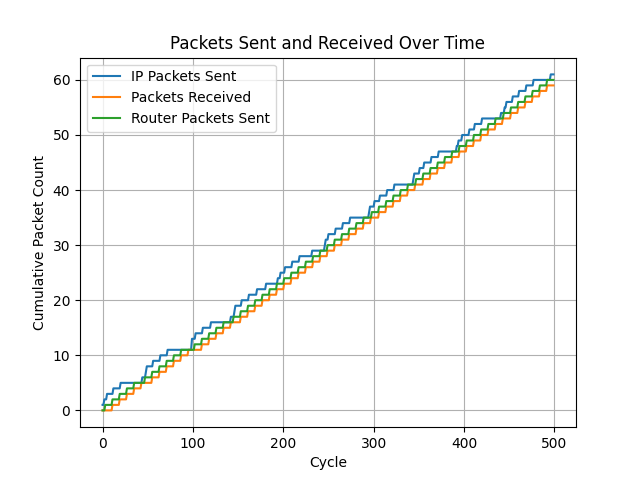 Packets Sent and Received Over Time
IP Packets Sent
Packets Received
Router Packets Sent
Cumulative Packet Count
60
50
40
30
20
10
0
0 100 200 300 400 500
Cycle